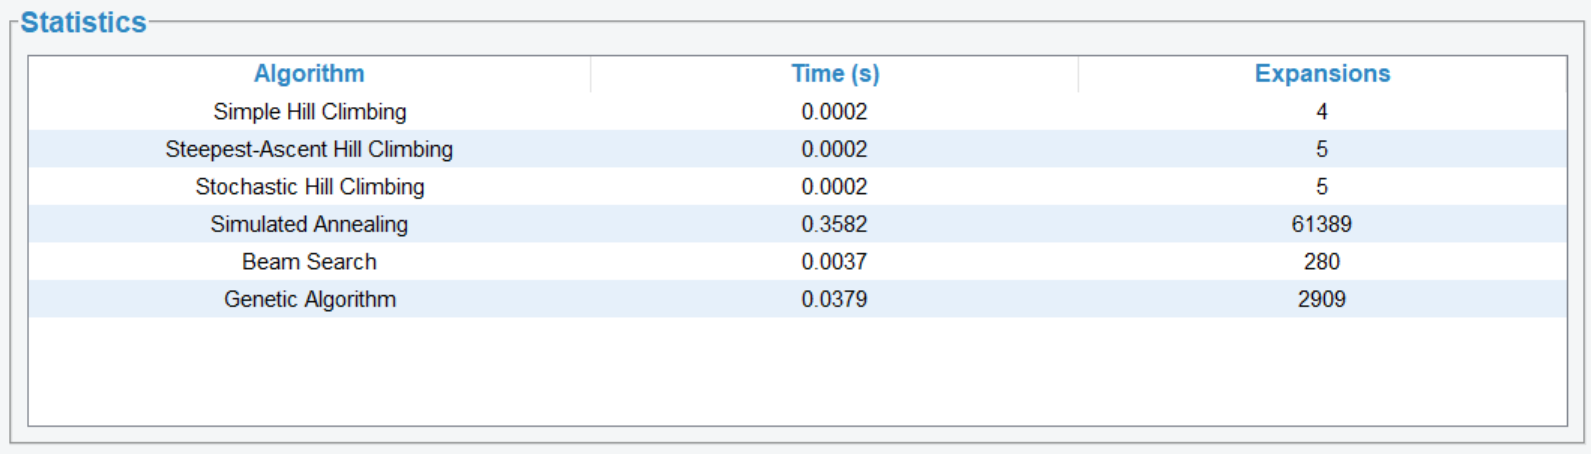 Statistics
Algorithm Time (s) Expansions
Simple Hill Climbing 0.0002 4
Steepest-Ascent Hill Climbing 0.0002 5
Stochastic Hill Climbing 0.0002 5
Simulated Annealing 0.3582 61389
Beam Search 0.0037 280
Genetic Algorithm 0.0379 2909